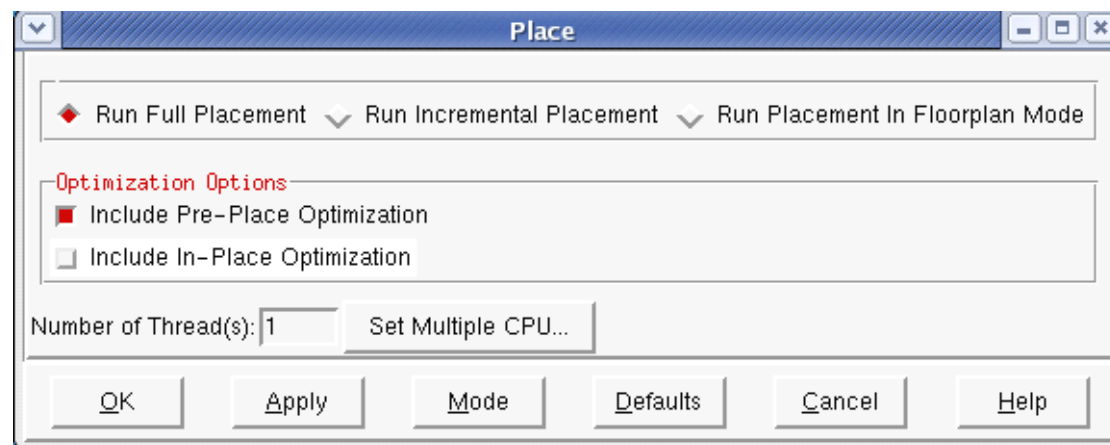 Place
Run Full Placement Run Incremental Placement Run Placement In Floorplan Mode
Optimization Options
Include Pre-Place Optimization
Include In-Place Optimization
Number of Thread(s): 1 Set Multiple CPU...
OK Apply Mode Defaults Cancel Help